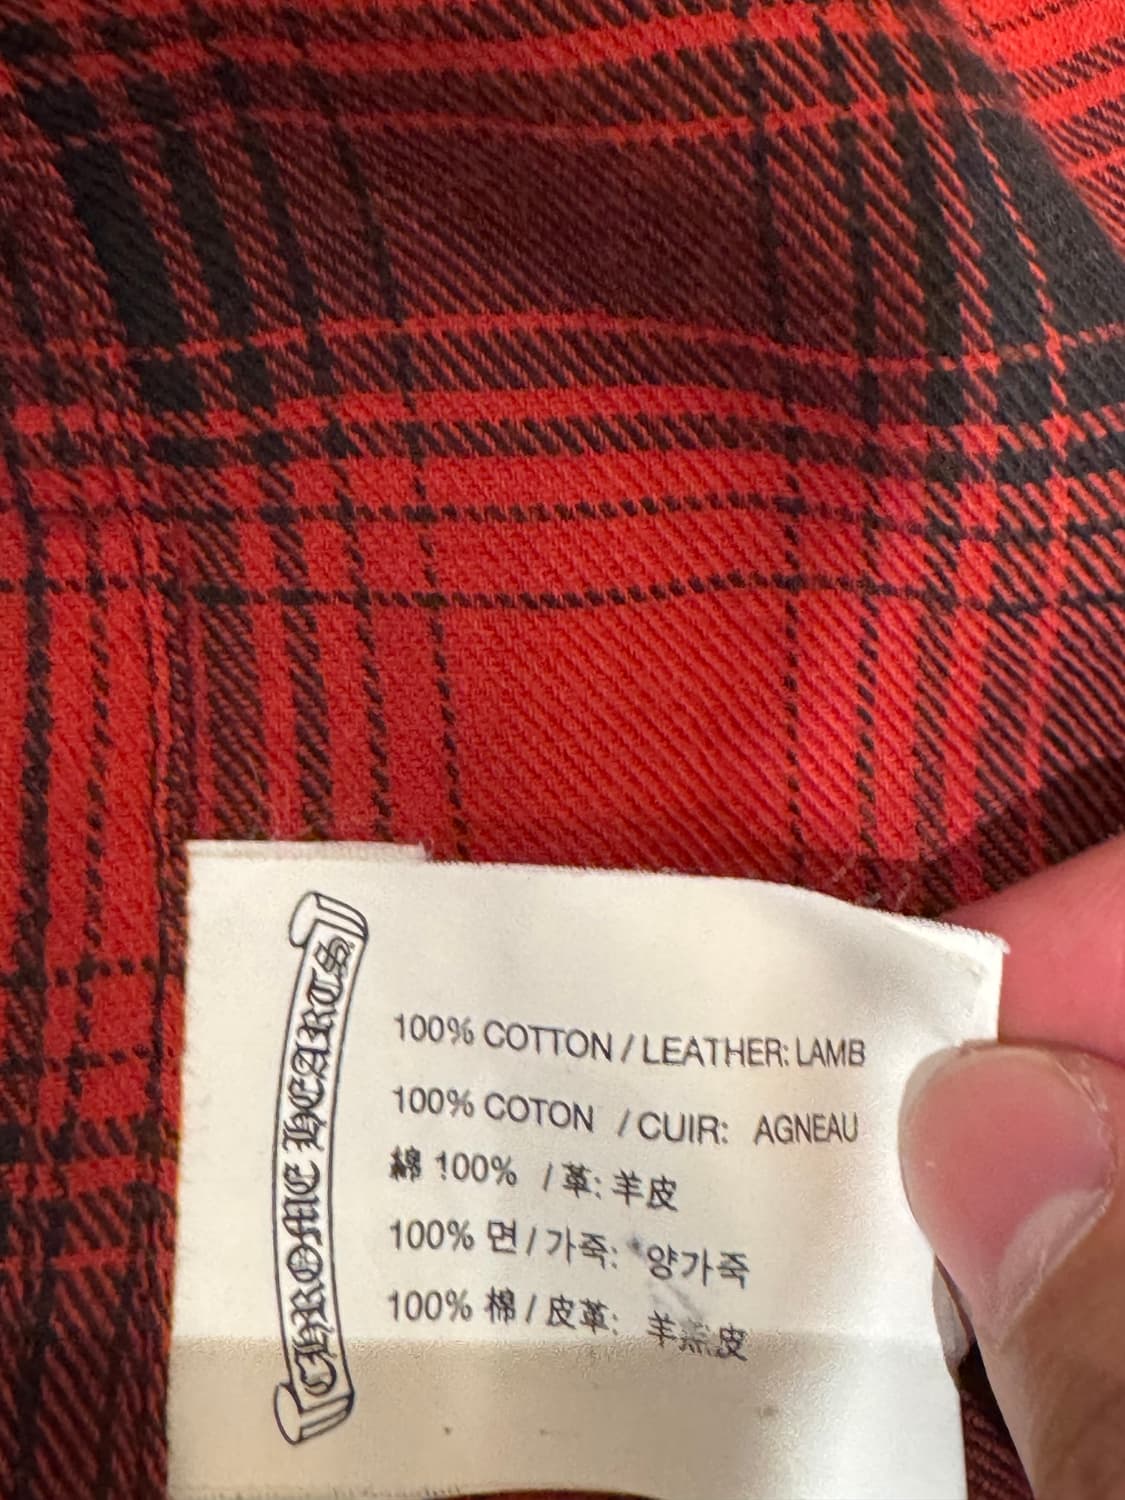 CHROME HEARTS
100% COTTON / LEATHER: LAMB
100% COTON / CUIR: AGNEAU
綿 100% / 革: 羊皮
100% 면 / 가죽: 양가죽
100% 棉 / 皮革: 羊羔皮